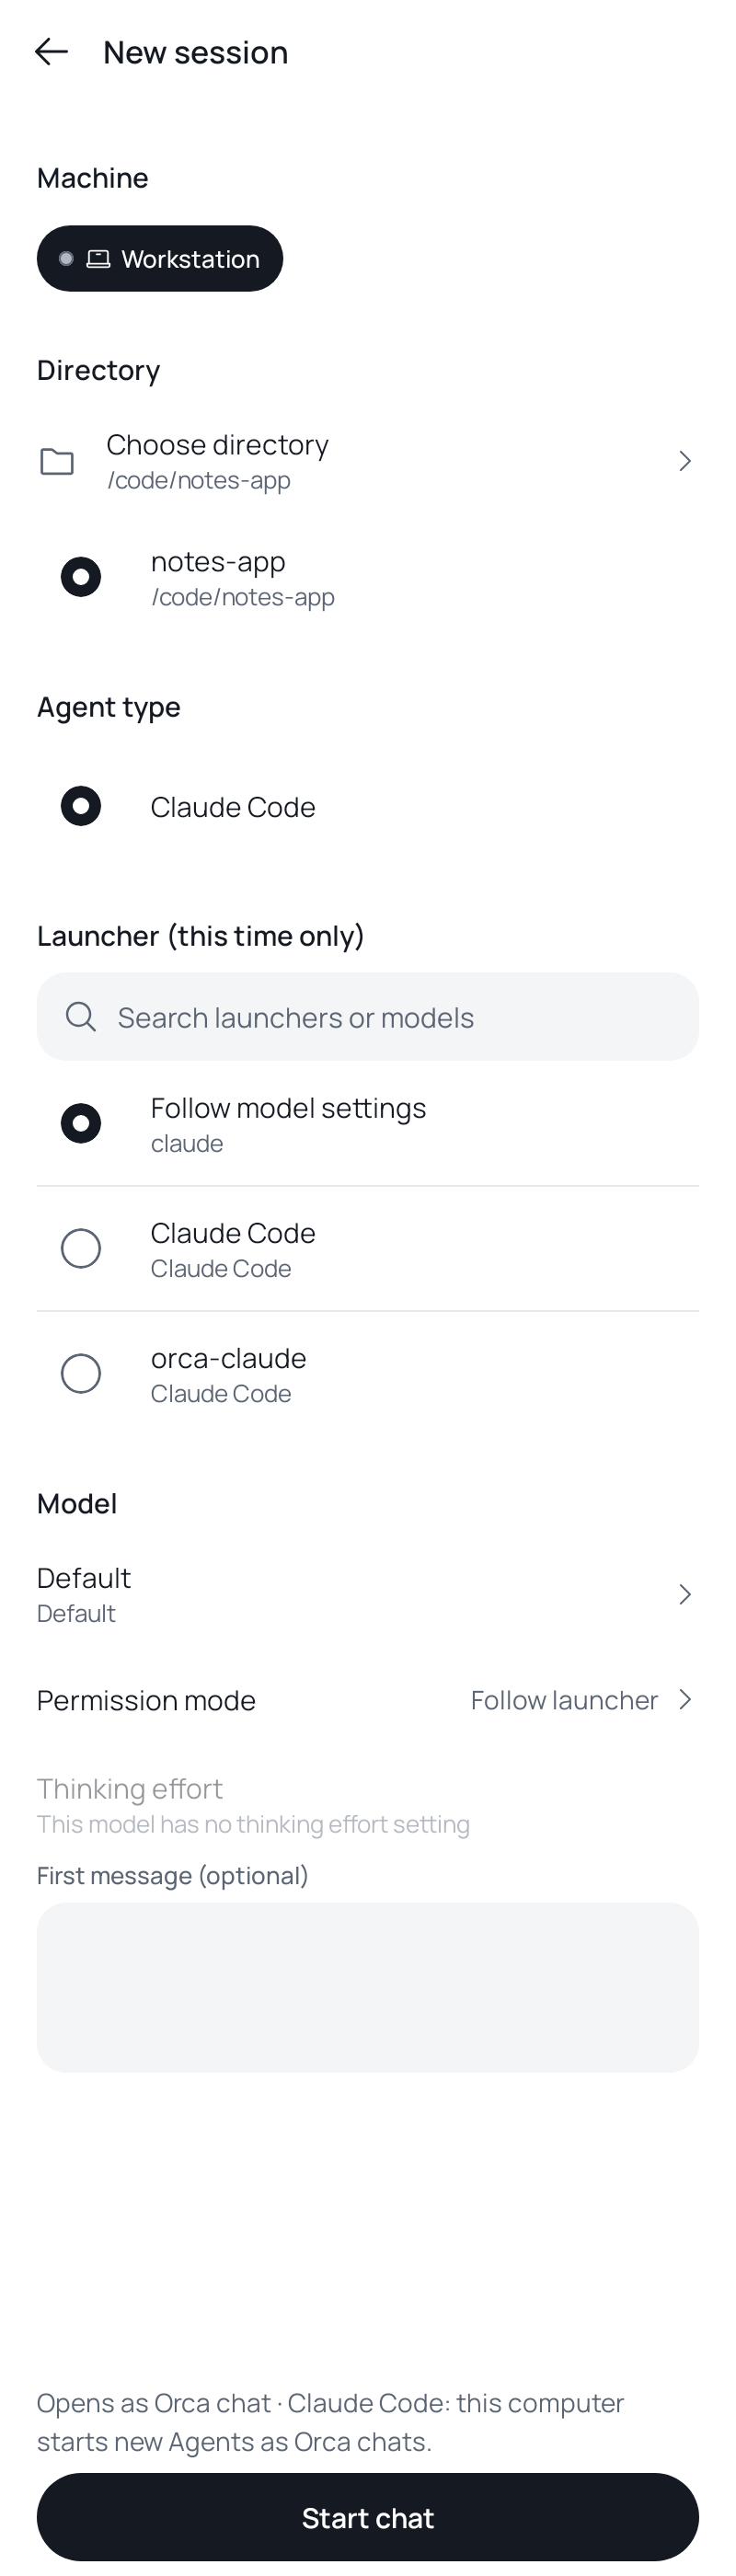 New session
Machine
Workstation
Directory
Choose directory
/code/notes-app
notes-app
/code/notes-app
Agent type
Claude Code
Launcher (this time only)
Search launchers or models
Follow model settings
claude
Claude Code
Claude Code
orca-claude
Claude Code
Model
Default
Default
Permission mode Follow launcher
Thinking effort
This model has no thinking effort setting
First message (optional)
Opens as Orca chat · Claude Code: this computer
starts new Agents as Orca chats.
Start chat